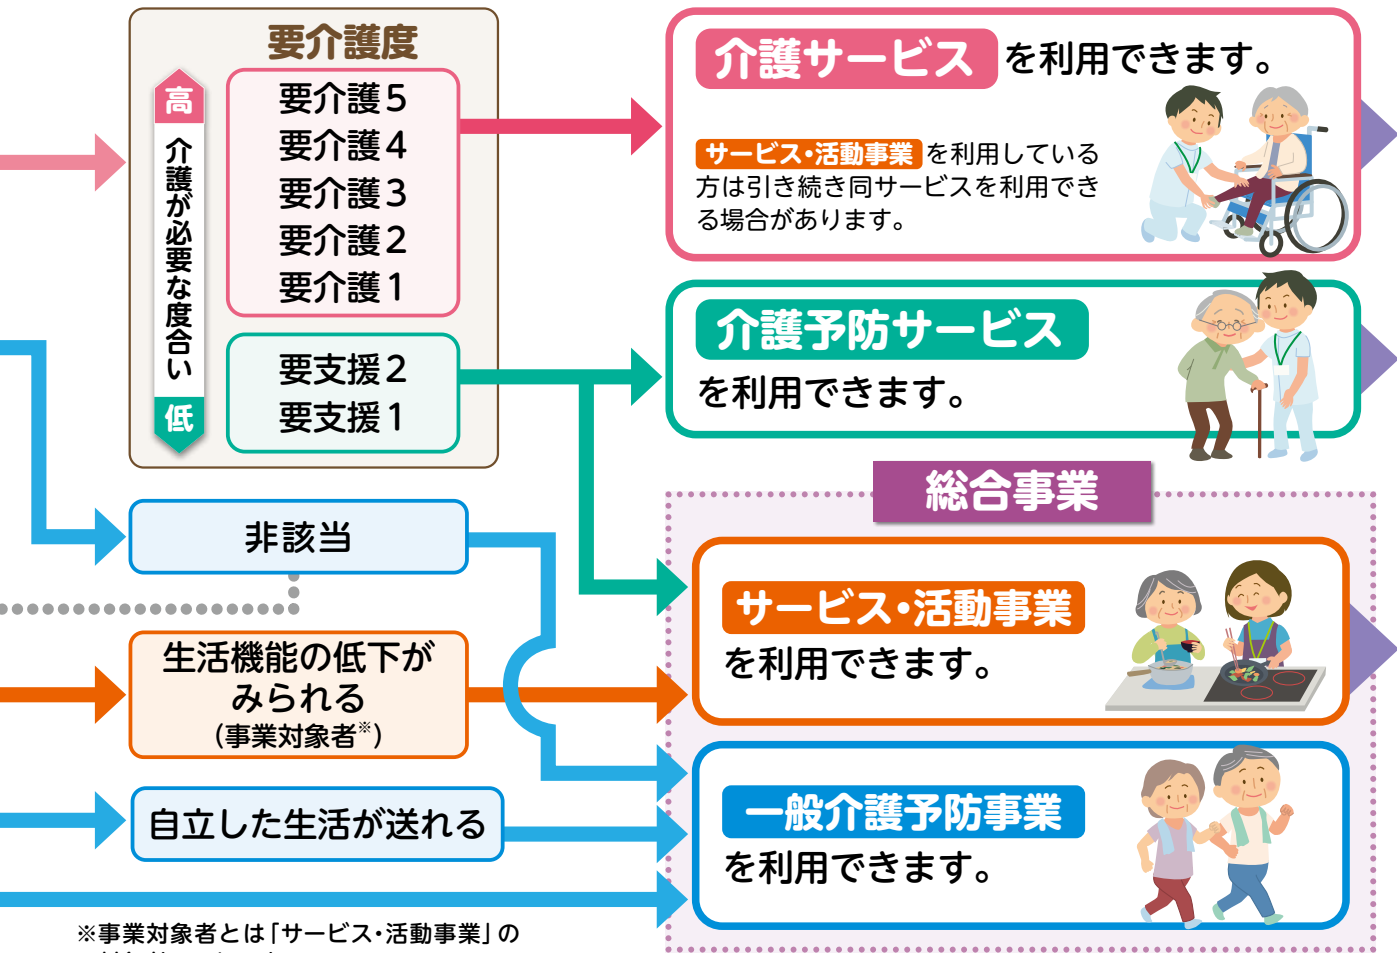 要介護度
高
介護が必要な度合い
低
要介護5
要介護4
要介護3
要介護2
要介護1
要支援2
要支援1
非該当
生活機能の低下が
みられる
(事業対象者※)
自立した生活が送れる
※事業対象者とは「サービス・活動事業」の
介護サービス を利用できます。
サービス・活動事業 を利用している
方は引き続き同サービスを利用でき
る場合があります。
介護予防サービス
を利用できます。
総合事業
サービス・活動事業
を利用できます。
一般介護予防事業
を利用できます。